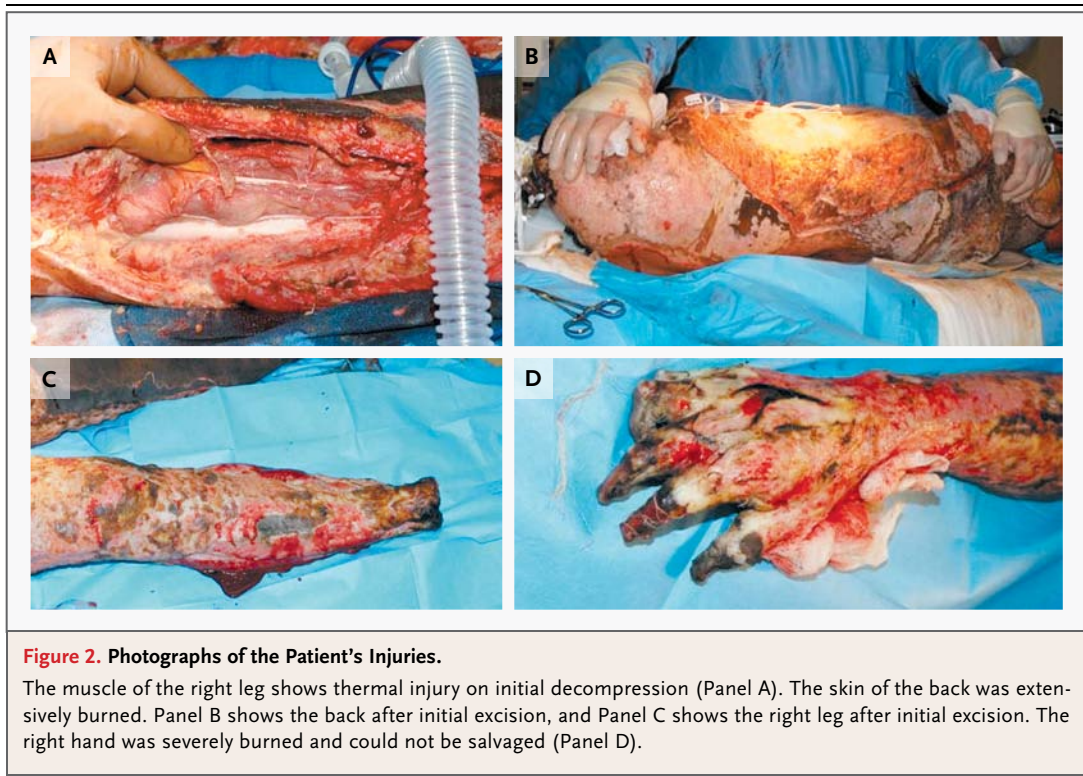 A
B
C
D
Figure 2. Photographs of the Patient's Injuries.
The muscle of the right leg shows thermal injury on initial decompression (Panel A). The skin of the back was exten-
sively burned. Panel B shows the back after initial excision, and Panel C shows the right leg after initial excision. The
right hand was severely burned and could not be salvaged (Panel D).